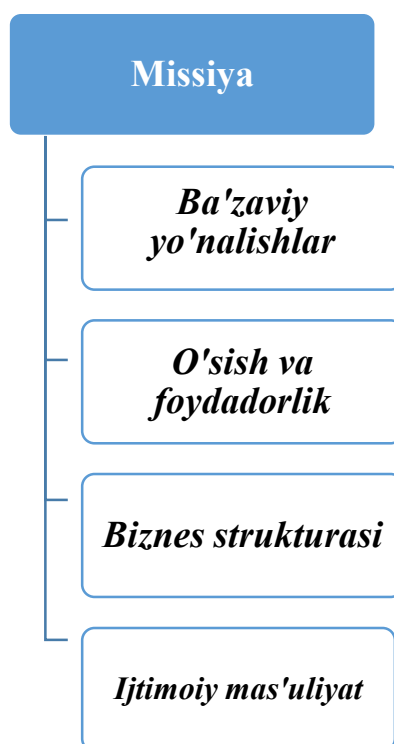 Missiya
Ba'zaviy
yo'nalishlar
O'sish va
foydadorlik
Biznes strukturasi
Ijtimoiy mas'uliyat